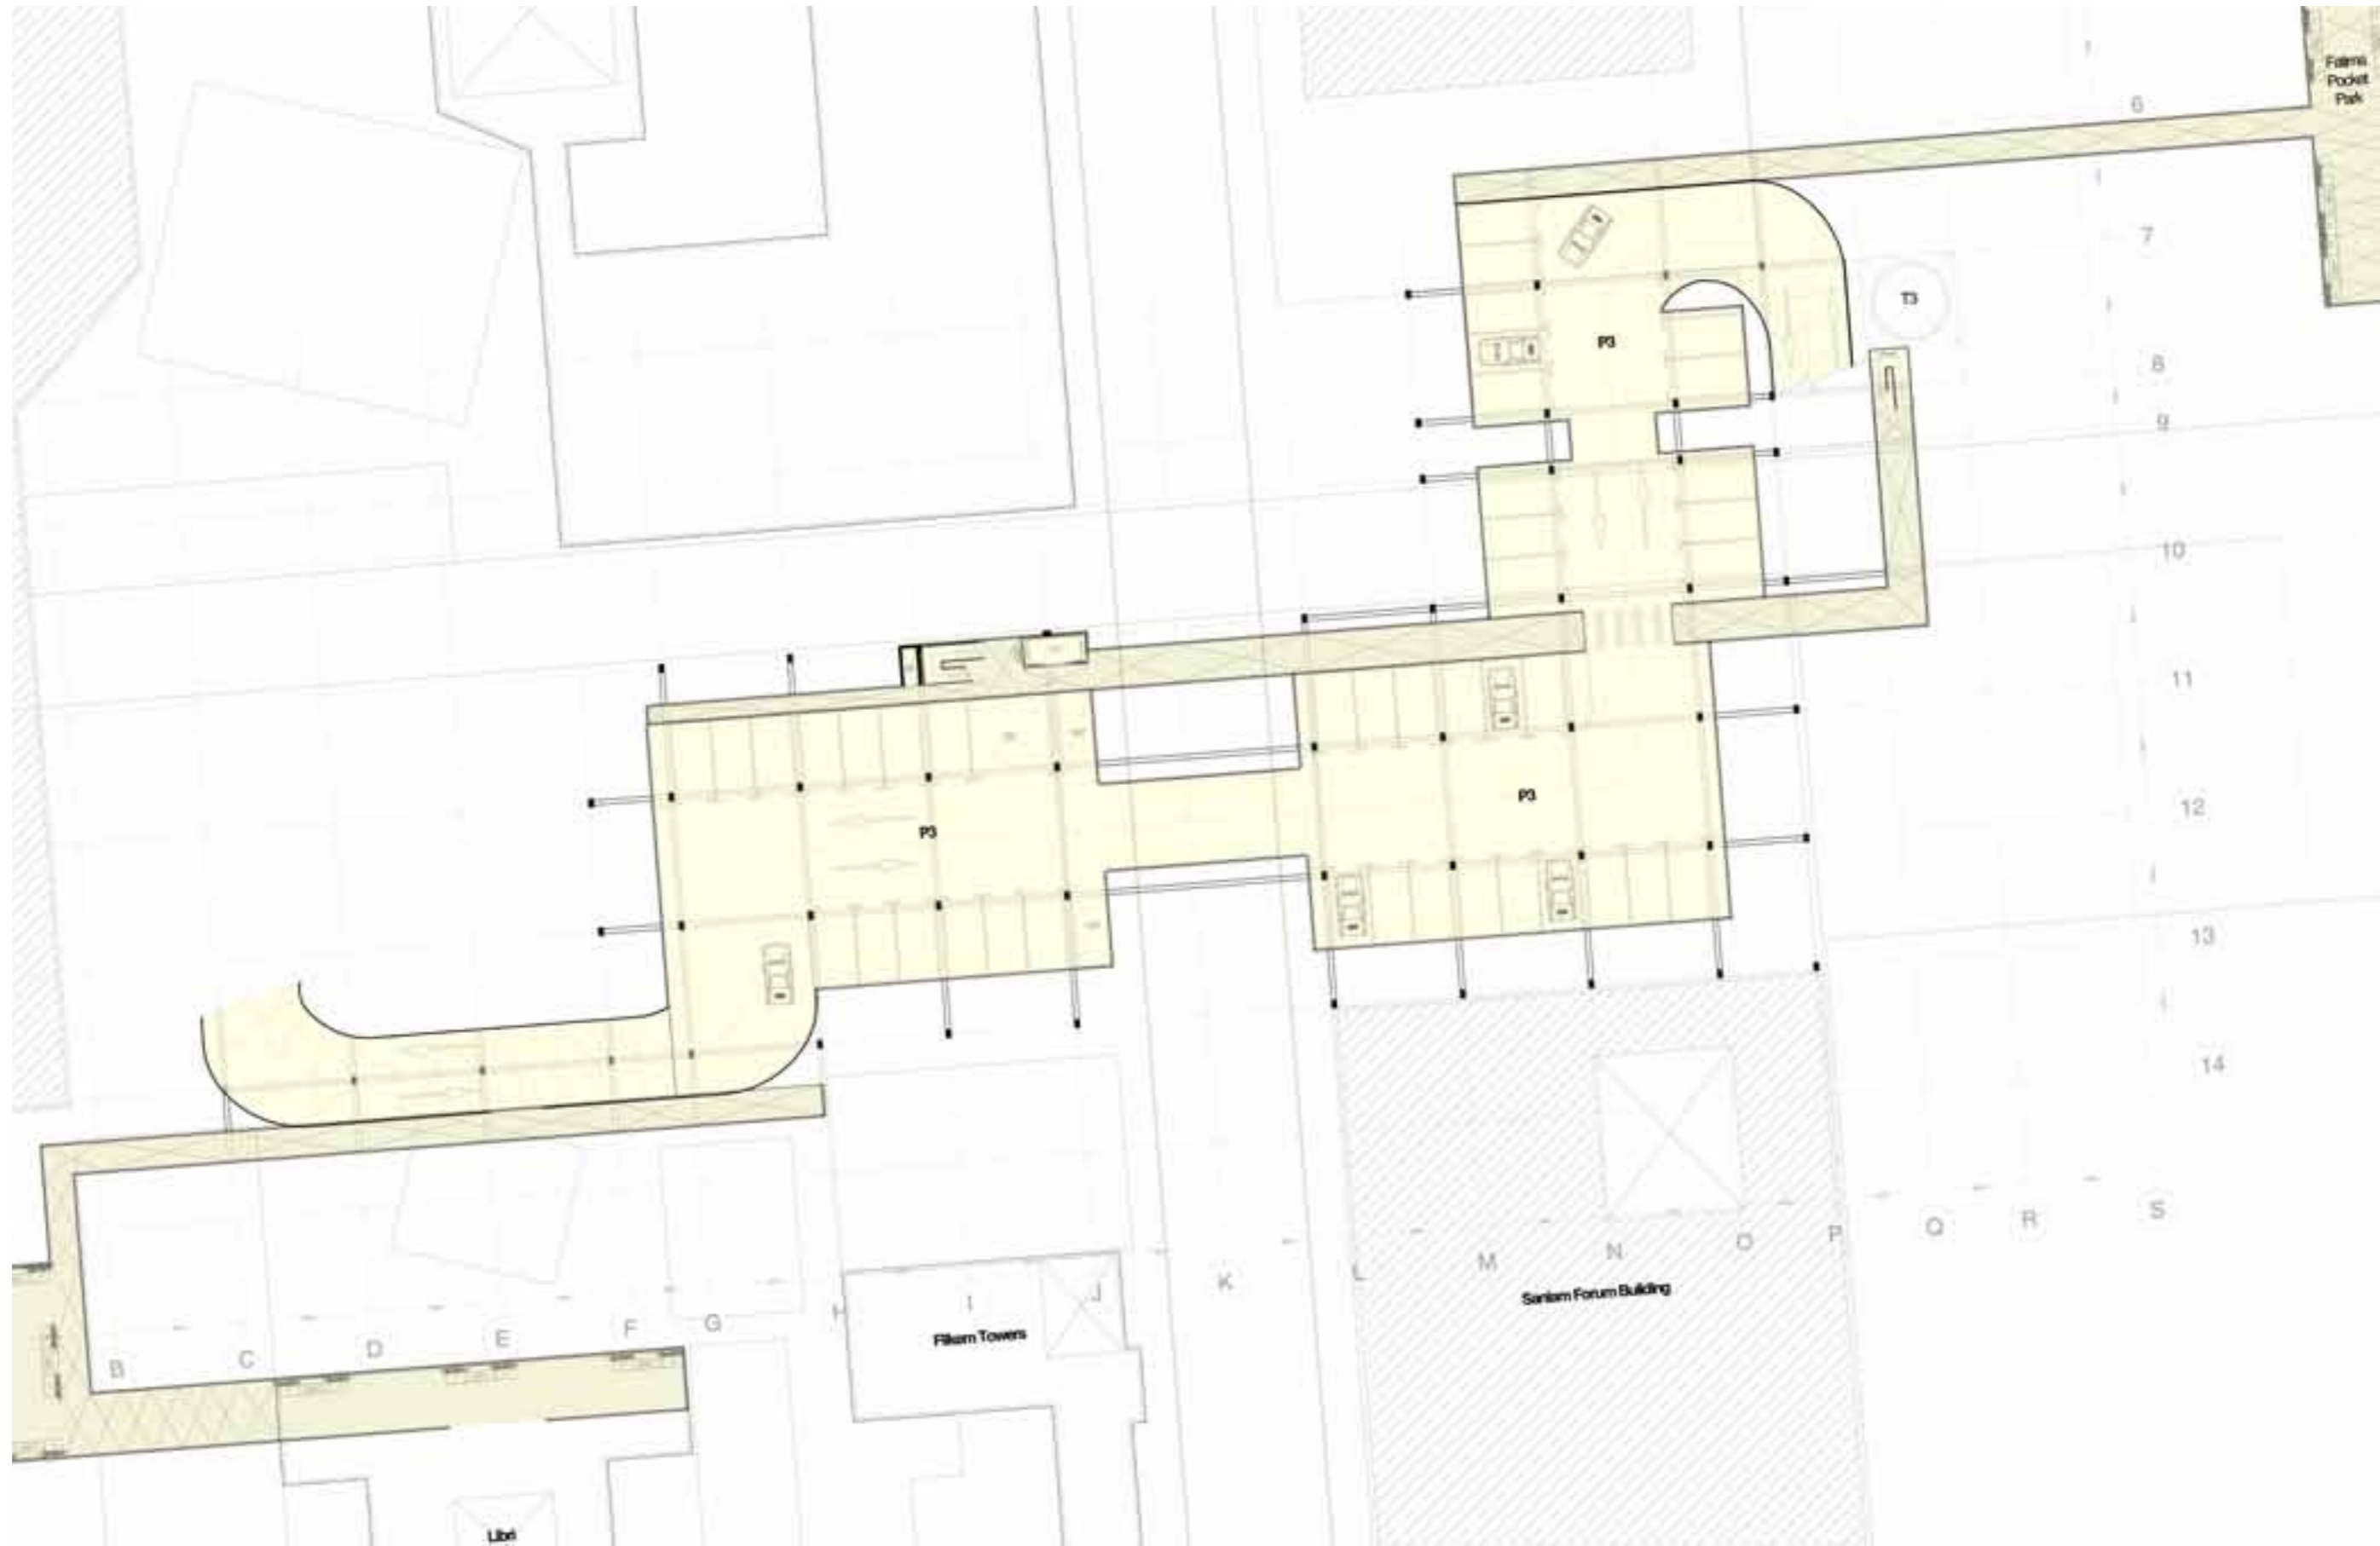 Fatima
Pocket
Park
6
7
T3
P3
8
9
10
11
P3
12
P3
13
14
S
R
Q
P
O
N
M
L
K
J
I
H
G
F
E
D
C
B
Sanlam Forum Building
Filkem Towers
Libri